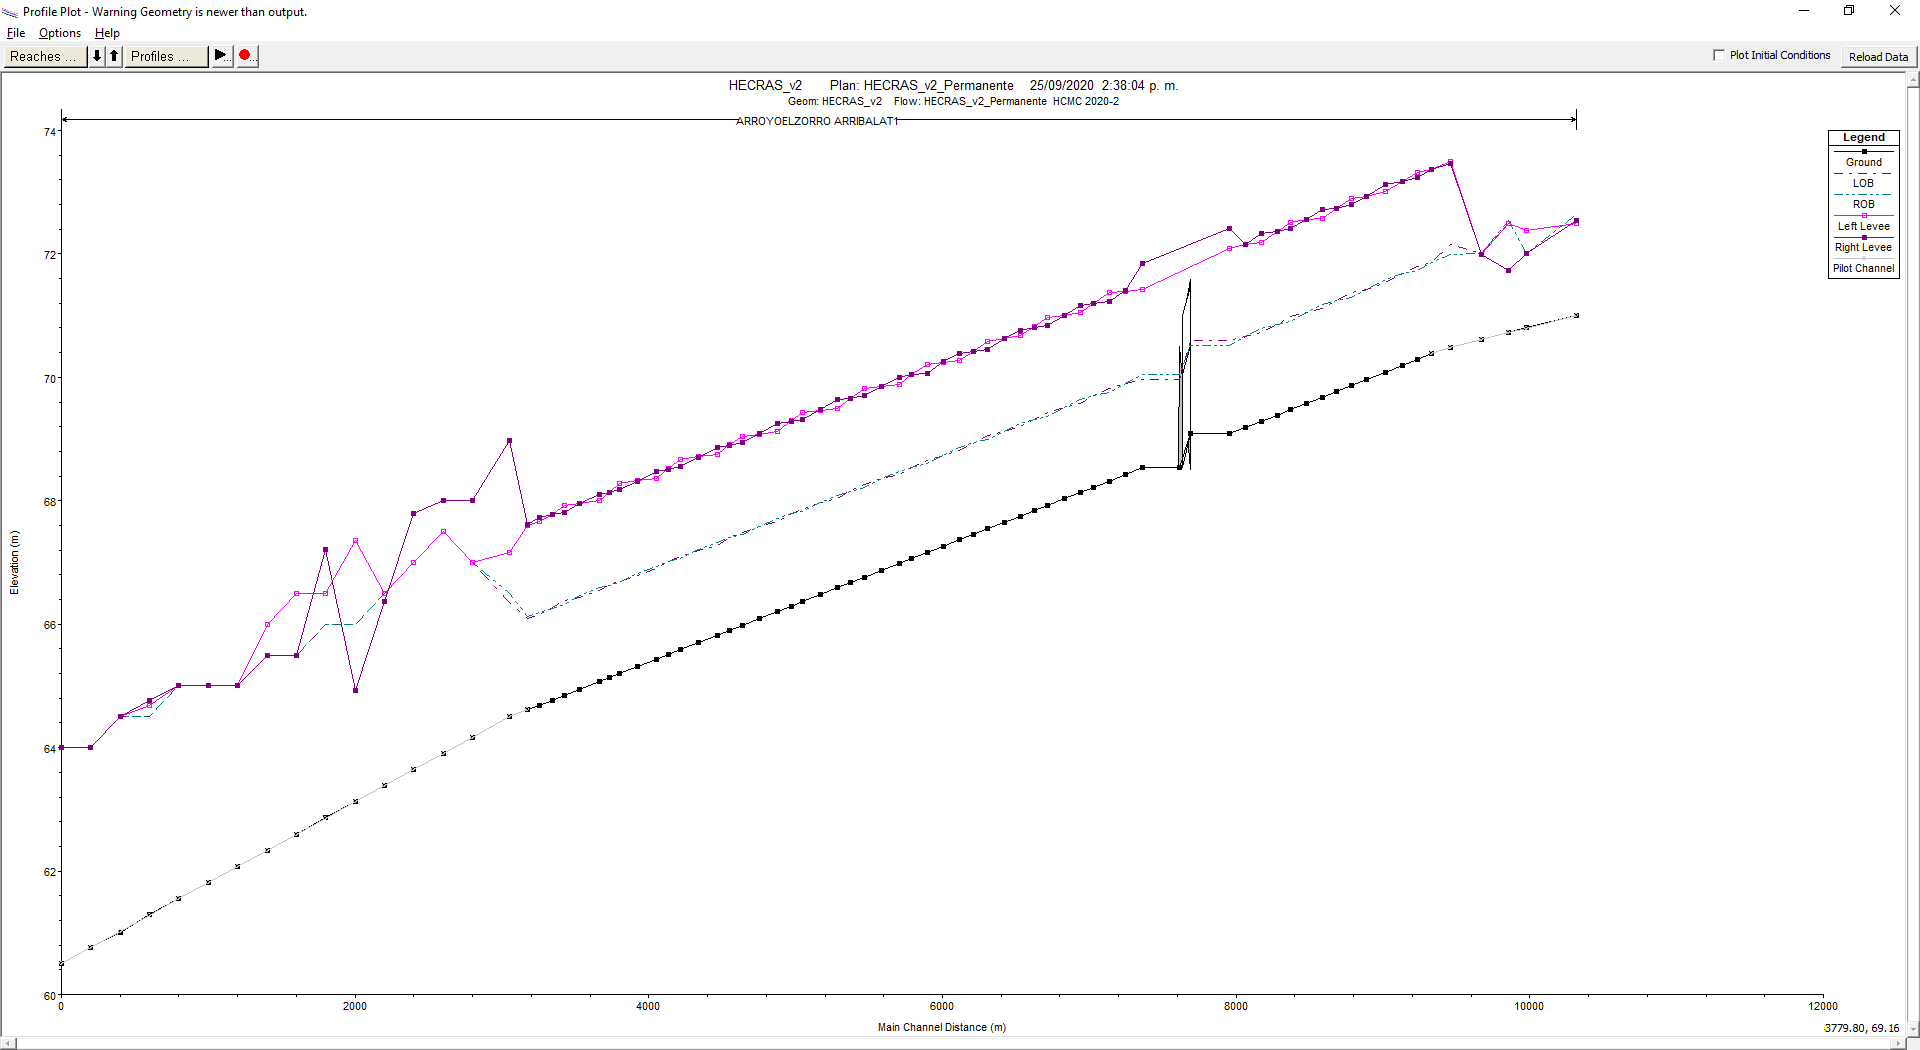 Profile Plot - Warning Geometry is newer than output.
File Options Help
Reaches ... Profiles ... ... ... Plot Initial Conditions Reload Data
HECRAS_v2 Plan: HECRAS_v2_Permanente 25/09/2020 2:38:04 p. m.
Geom: HECRAS_v2 Flow: HECRAS_v2_Permanente HCMC 2020-2
ARROYOELZORRO ARRIBALAT1
Legend
Ground
LOB
ROB
Left Levee
Right Levee
Pilot Channel
74
72
70
68
66
64
62
60
Elevation (m)
0 2000 4000 6000 8000 10000 12000
Main Channel Distance (m)
3779.80, 69.16